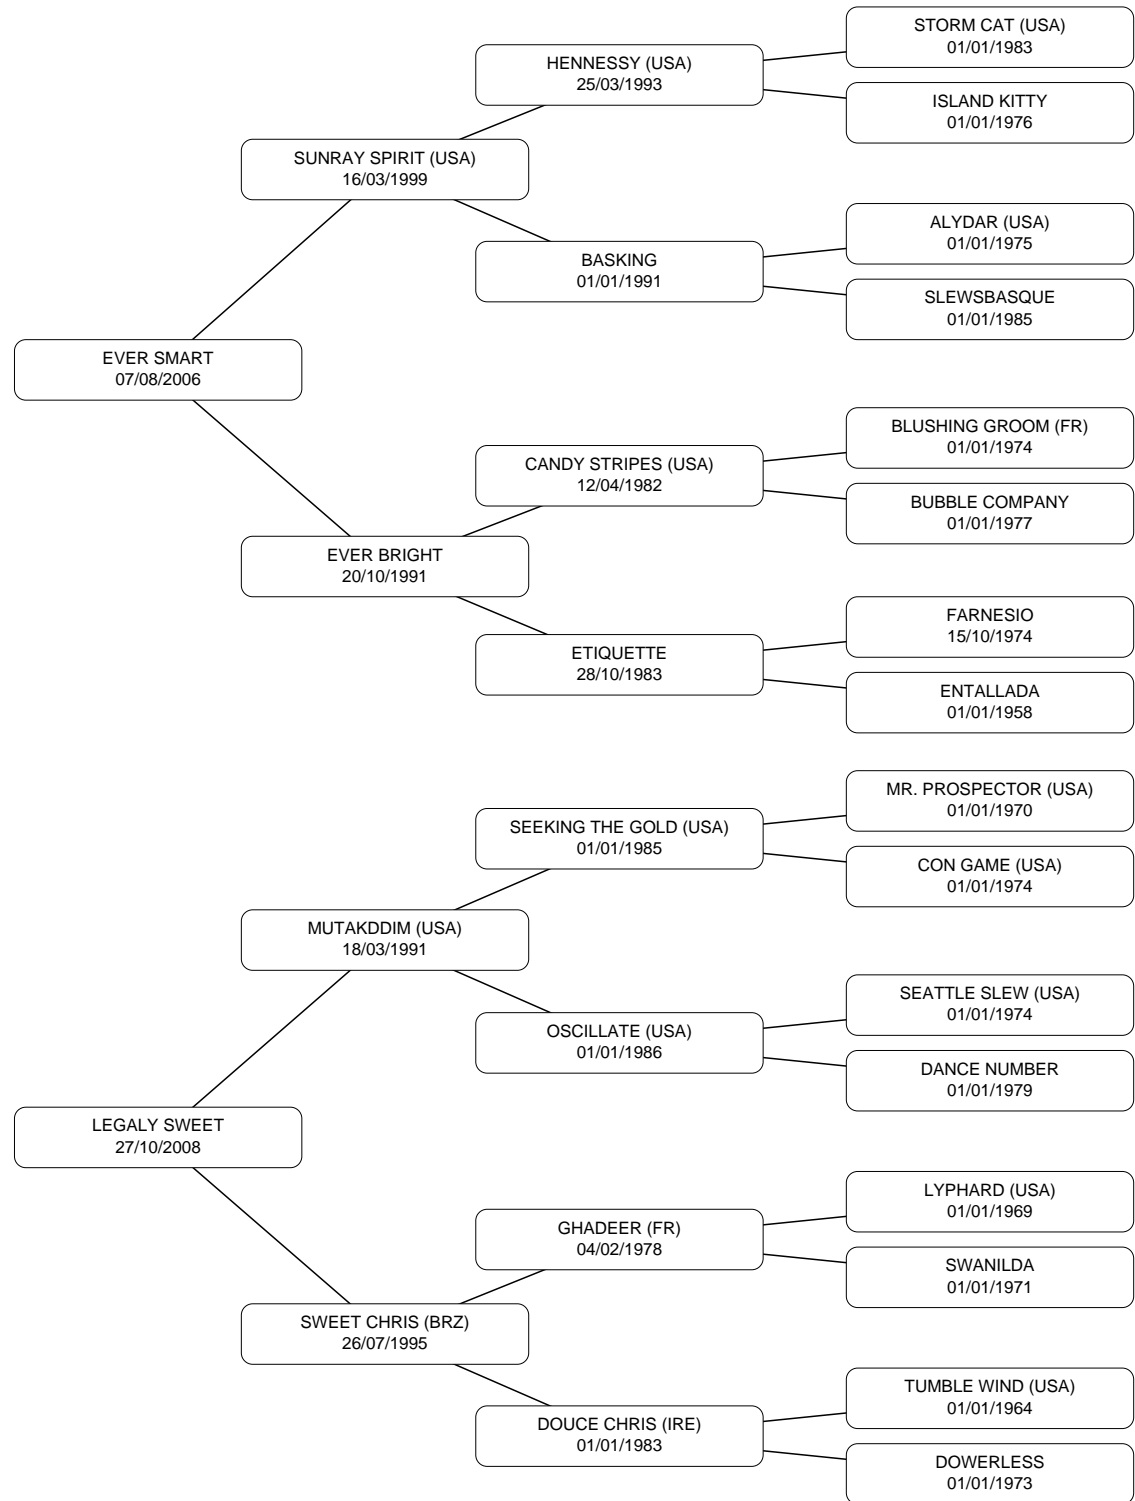 STORM CAT (USA)
01/01/1983
HENNESSY (USA)
25/03/1993
ISLAND KITTY
01/01/1976
SUNRAY SPIRIT (USA)
16/03/1999
ALYDAR (USA)
01/01/1975
BASKING
01/01/1991
SLEWSBASQUE
01/01/1985
EVER SMART
07/08/2006
BLUSHING GROOM (FR)
01/01/1974
CANDY STRIPES (USA)
12/04/1982
BUBBLE COMPANY
01/01/1977
EVER BRIGHT
20/10/1991
FARNESIO
15/10/1974
ETIQUETTE
28/10/1983
ENTALLADA
01/01/1958
MR. PROSPECTOR (USA)
01/01/1970
SEEKING THE GOLD (USA)
01/01/1985
CON GAME (USA)
01/01/1974
MUTAKDDIM (USA)
18/03/1991
SEATTLE SLEW (USA)
01/01/1974
OSCILLATE (USA)
01/01/1986
DANCE NUMBER
01/01/1979
LEGALY SWEET
27/10/2008
LYPHARD (USA)
01/01/1969
GHADEER (FR)
04/02/1978
SWANILDA
01/01/1971
SWEET CHRIS (BRZ)
26/07/1995
TUMBLE WIND (USA)
01/01/1964
DOUCE CHRIS (IRE)
01/01/1983
DOWERLESS
01/01/1973